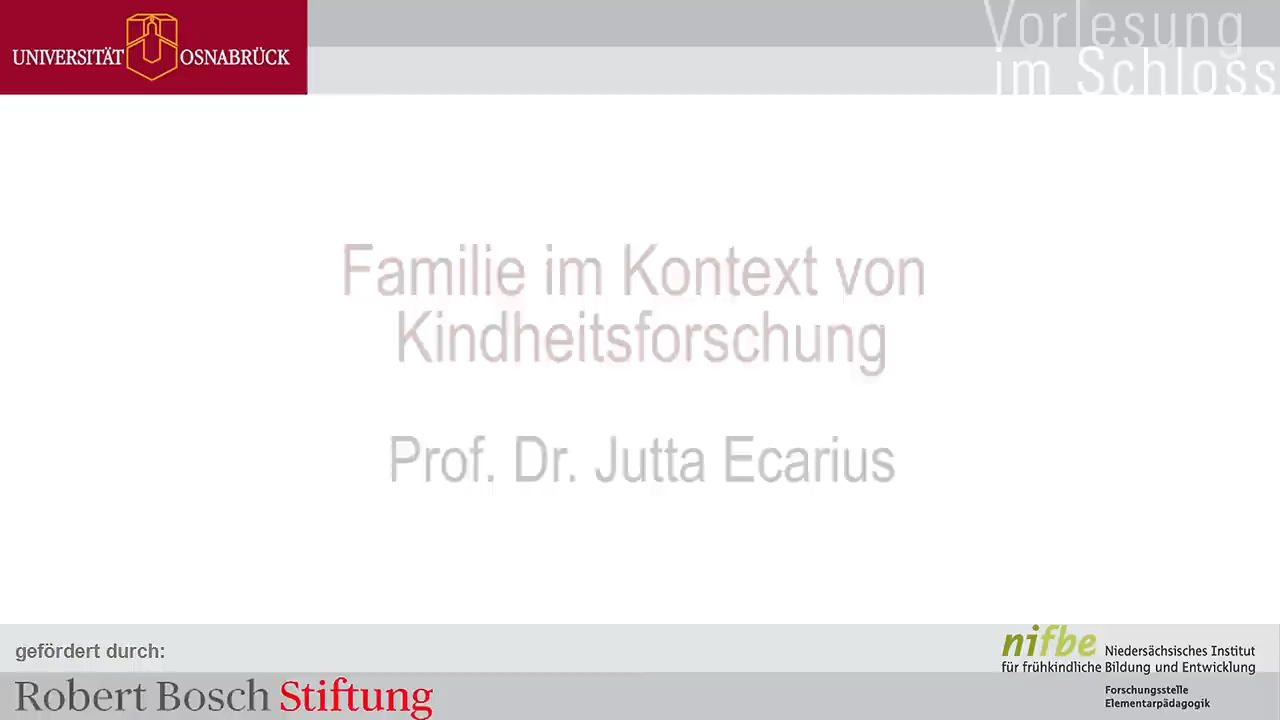 UNIVERSITÄT OSNABRÜCK
Vorlesung
im Schloss
Familie im Kontext von
Kindheitsforschung
Prof. Dr. Jutta Ecarius
gefördert durch:
Robert Bosch Stiftung
nifbe Niedersächsisches Institut
für frühkindliche Bildung und Entwicklung
Forschungsstelle
Elementarpädagogik